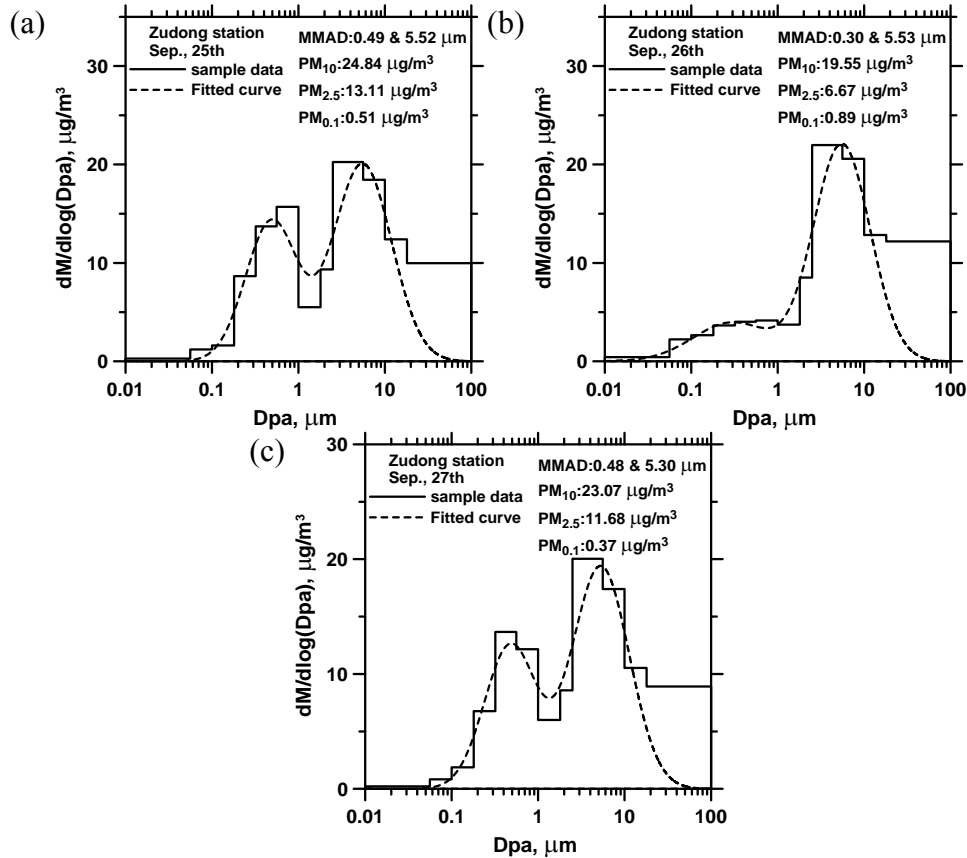 (a)
Zudong station
Sep., 25th
sample data
Fitted curve
MMAD:0.49 & 5.52 μm
PM10:24.84 μg/m3
PM2.5:13.11 μg/m3
PM0.1:0.51 μg/m3
dM/dlog(Dpa), μg/m3
30
20
10
0
0.01 0.1 1 10 100
Dpa, μm
(b)
Zudong station
Sep., 26th
sample data
Fitted curve
MMAD:0.30 & 5.53 μm
PM10:19.55 μg/m3
PM2.5:6.67 μg/m3
PM0.1:0.89 μg/m3
dM/dlog(Dpa), μg/m3
30
20
10
0
0.01 0.1 1 10 100
Dpa, μm
(c)
Zudong station
Sep., 27th
sample data
Fitted curve
MMAD:0.48 & 5.30 μm
PM10:23.07 μg/m3
PM2.5:11.68 μg/m3
PM0.1:0.37 μg/m3
dM/dlog(Dpa), μg/m3
30
20
10
0
0.01 0.1 1 10 100
Dpa, μm